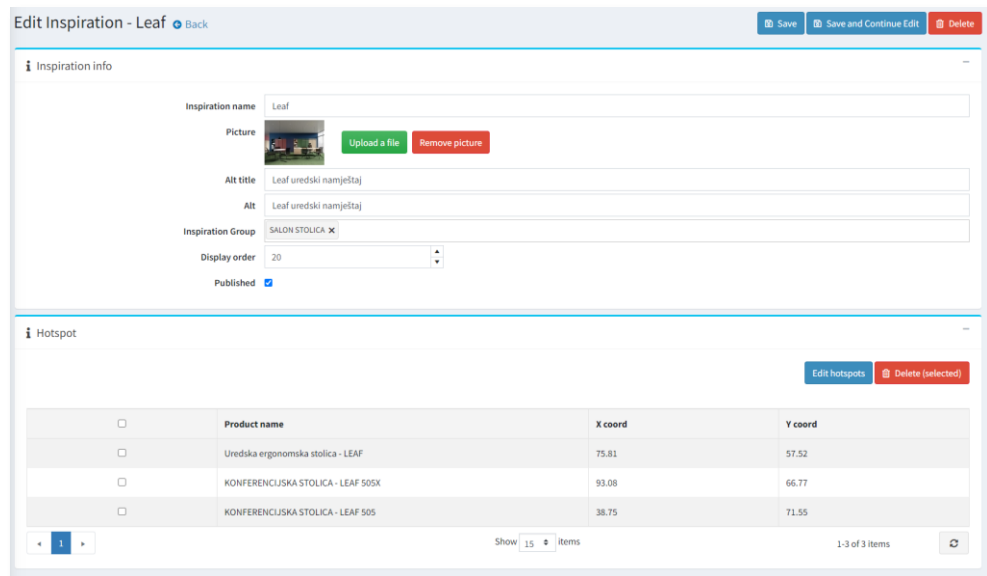 Edit Inspiration - Leaf Back Save Save and Continue Edit Delete
Inspiration info
Inspiration name Leaf
Picture Upload a file Remove picture
Alt title Leaf uredski namještaj
Alt Leaf uredski namještaj
Inspiration Group SALON STOLICA
Display order 20
Published
Hotspot
Edit hotspots Delete (selected)
Product name X coord Y coord
Uredska ergonomska stolica - LEAF 75.81 57.52
KONFERENCIJSKA STOLICA - LEAF 505X 93.08 66.77
KONFERENCIJSKA STOLICA - LEAF 505 38.75 71.55
1 Show 15 items 1-3 of 3 items